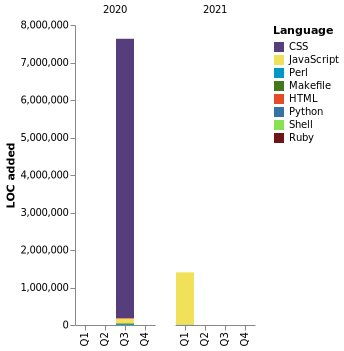 2020
2021
Language
CSS
JavaScript
Perl
Makefile
HTML
Python
Shell
Ruby
LOC added
8,000,000
7,000,000
6,000,000
5,000,000
4,000,000
3,000,000
2,000,000
1,000,000
0
Q1
Q2
Q3
Q4
Q1
Q2
Q3
Q4